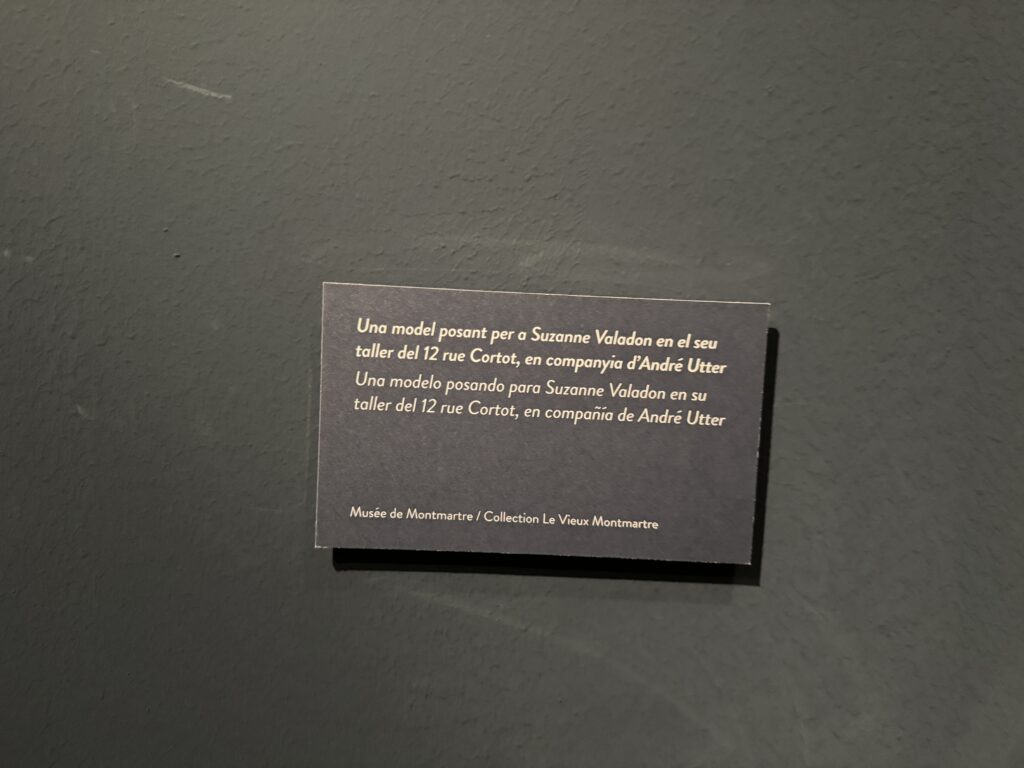 Una model posant per a Suzanne Valadon en el seu
taller del 12 rue Cortot, en companyia d’André Utter
Una modelo posando para Suzanne Valadon en su
taller del 12 rue Cortot, en compañía de André Utter
Musée de Montmartre / Collection Le Vieux Montmartre